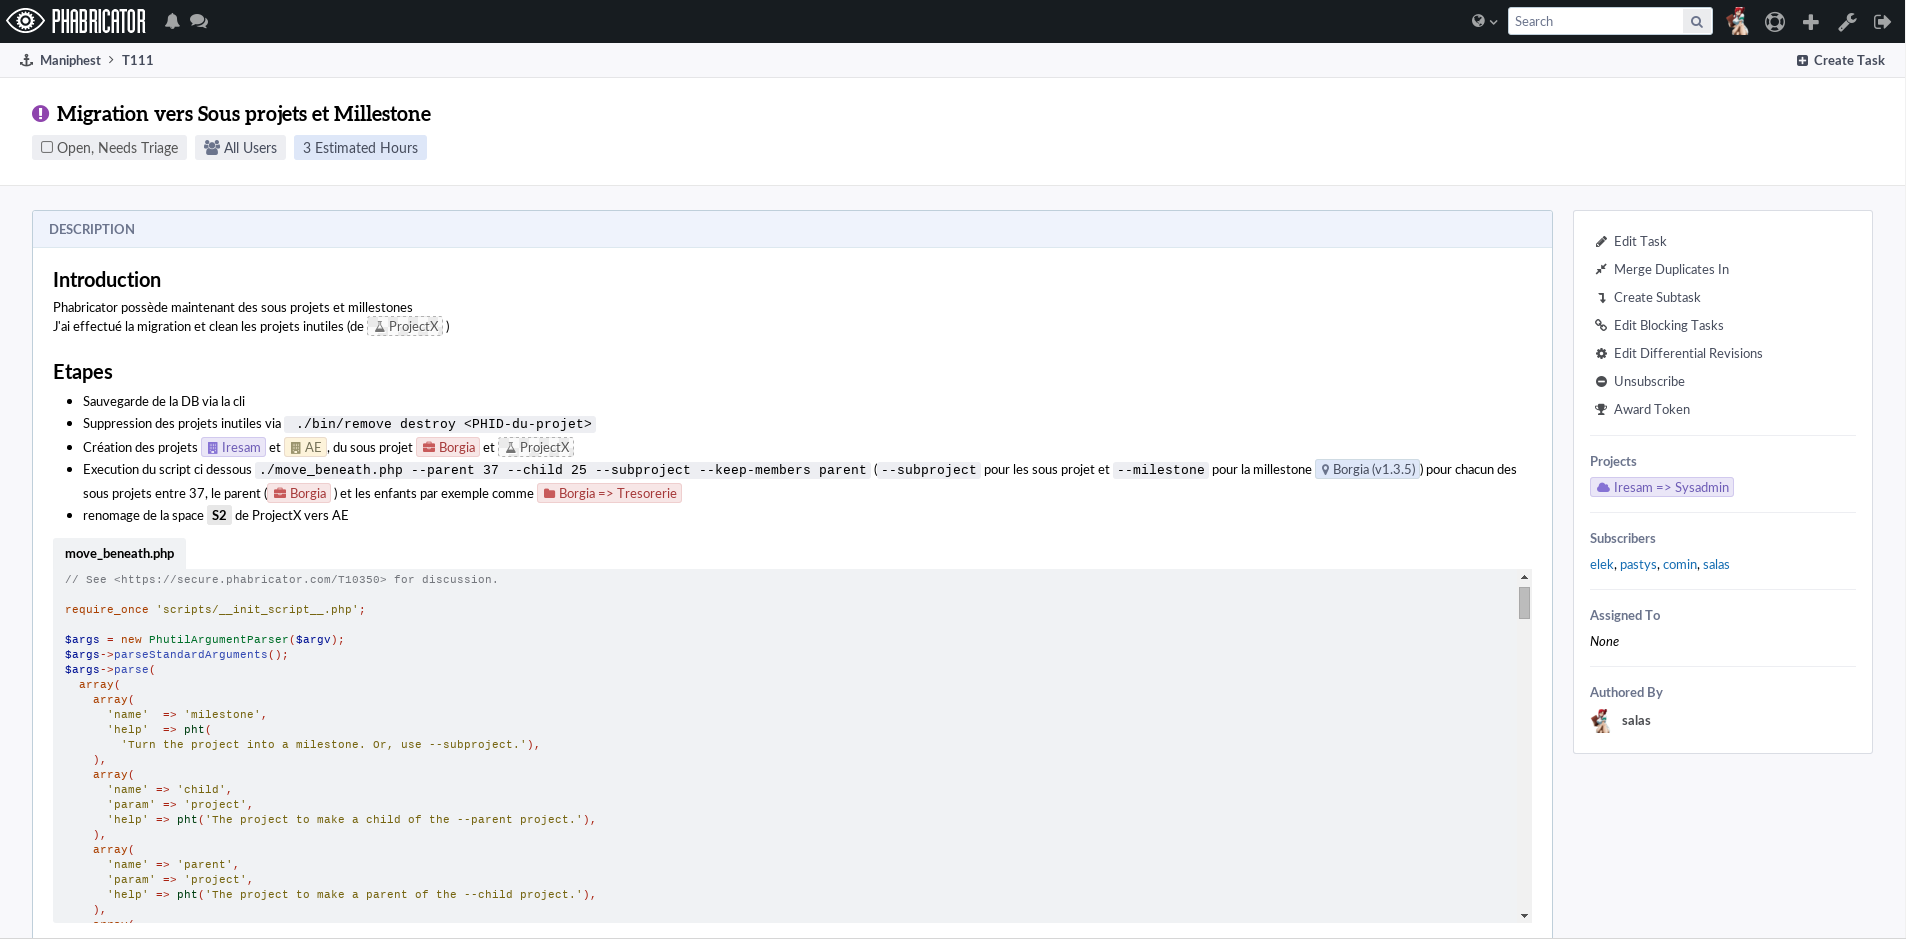 PHABRICATOR
Search
Maniphest > T111
Create Task
Migration vers Sous projets et Millestone
Open, Needs Triage
All Users
3 Estimated Hours
DESCRIPTION
Introduction
Phabricator possède maintenant des sous projets et millestones
J'ai effectué la migration et clean les projets inutiles (de ProjectX )
Etapes
Sauvegarde de la DB via la cli
Suppression des projets inutiles via ./bin/remove destroy <PHID-du-projet>
Création des projets Iresam et AE , du sous projet Borgia et ProjectX
Execution du script ci dessous ./move_beneath.php --parent 37 --child 25 --subproject --keep-members parent ( --subproject pour les sous projet et --milestone pour la millestone Borgia (v1.3.5) ) pour chacun des
sous projets entre 37, le parent ( Borgia ) et les enfants par exemple comme Borgia => Tresorerie
renomage de la space S2 de ProjectX vers AE
move_beneath.php
// See <https://secure.phabricator.com/T10350> for discussion.
require_once 'scripts/__init_script__.php';
$args = new PhutilArgumentParser($argv);
$args->parseStandardArguments();
$args->parse(
array(
array(
'name'  => 'milestone',
'help'  => pht(
'Turn the project into a milestone. Or, use --subproject.'),
),
array(
'name' => 'child',
'param' => 'project',
'help' => pht('The project to make a child of the --parent project.'),
),
array(
'name' => 'parent',
'param' => 'project',
'help' => pht('The project to make a parent of the --child project.'),
),
array(
Edit Task
Merge Duplicates In
Create Subtask
Edit Blocking Tasks
Edit Differential Revisions
Unsubscribe
Award Token
Projects
Iresam => Sysadmin
Subscribers
elek, pastys, comin, salas
Assigned To
None
Authored By
salas